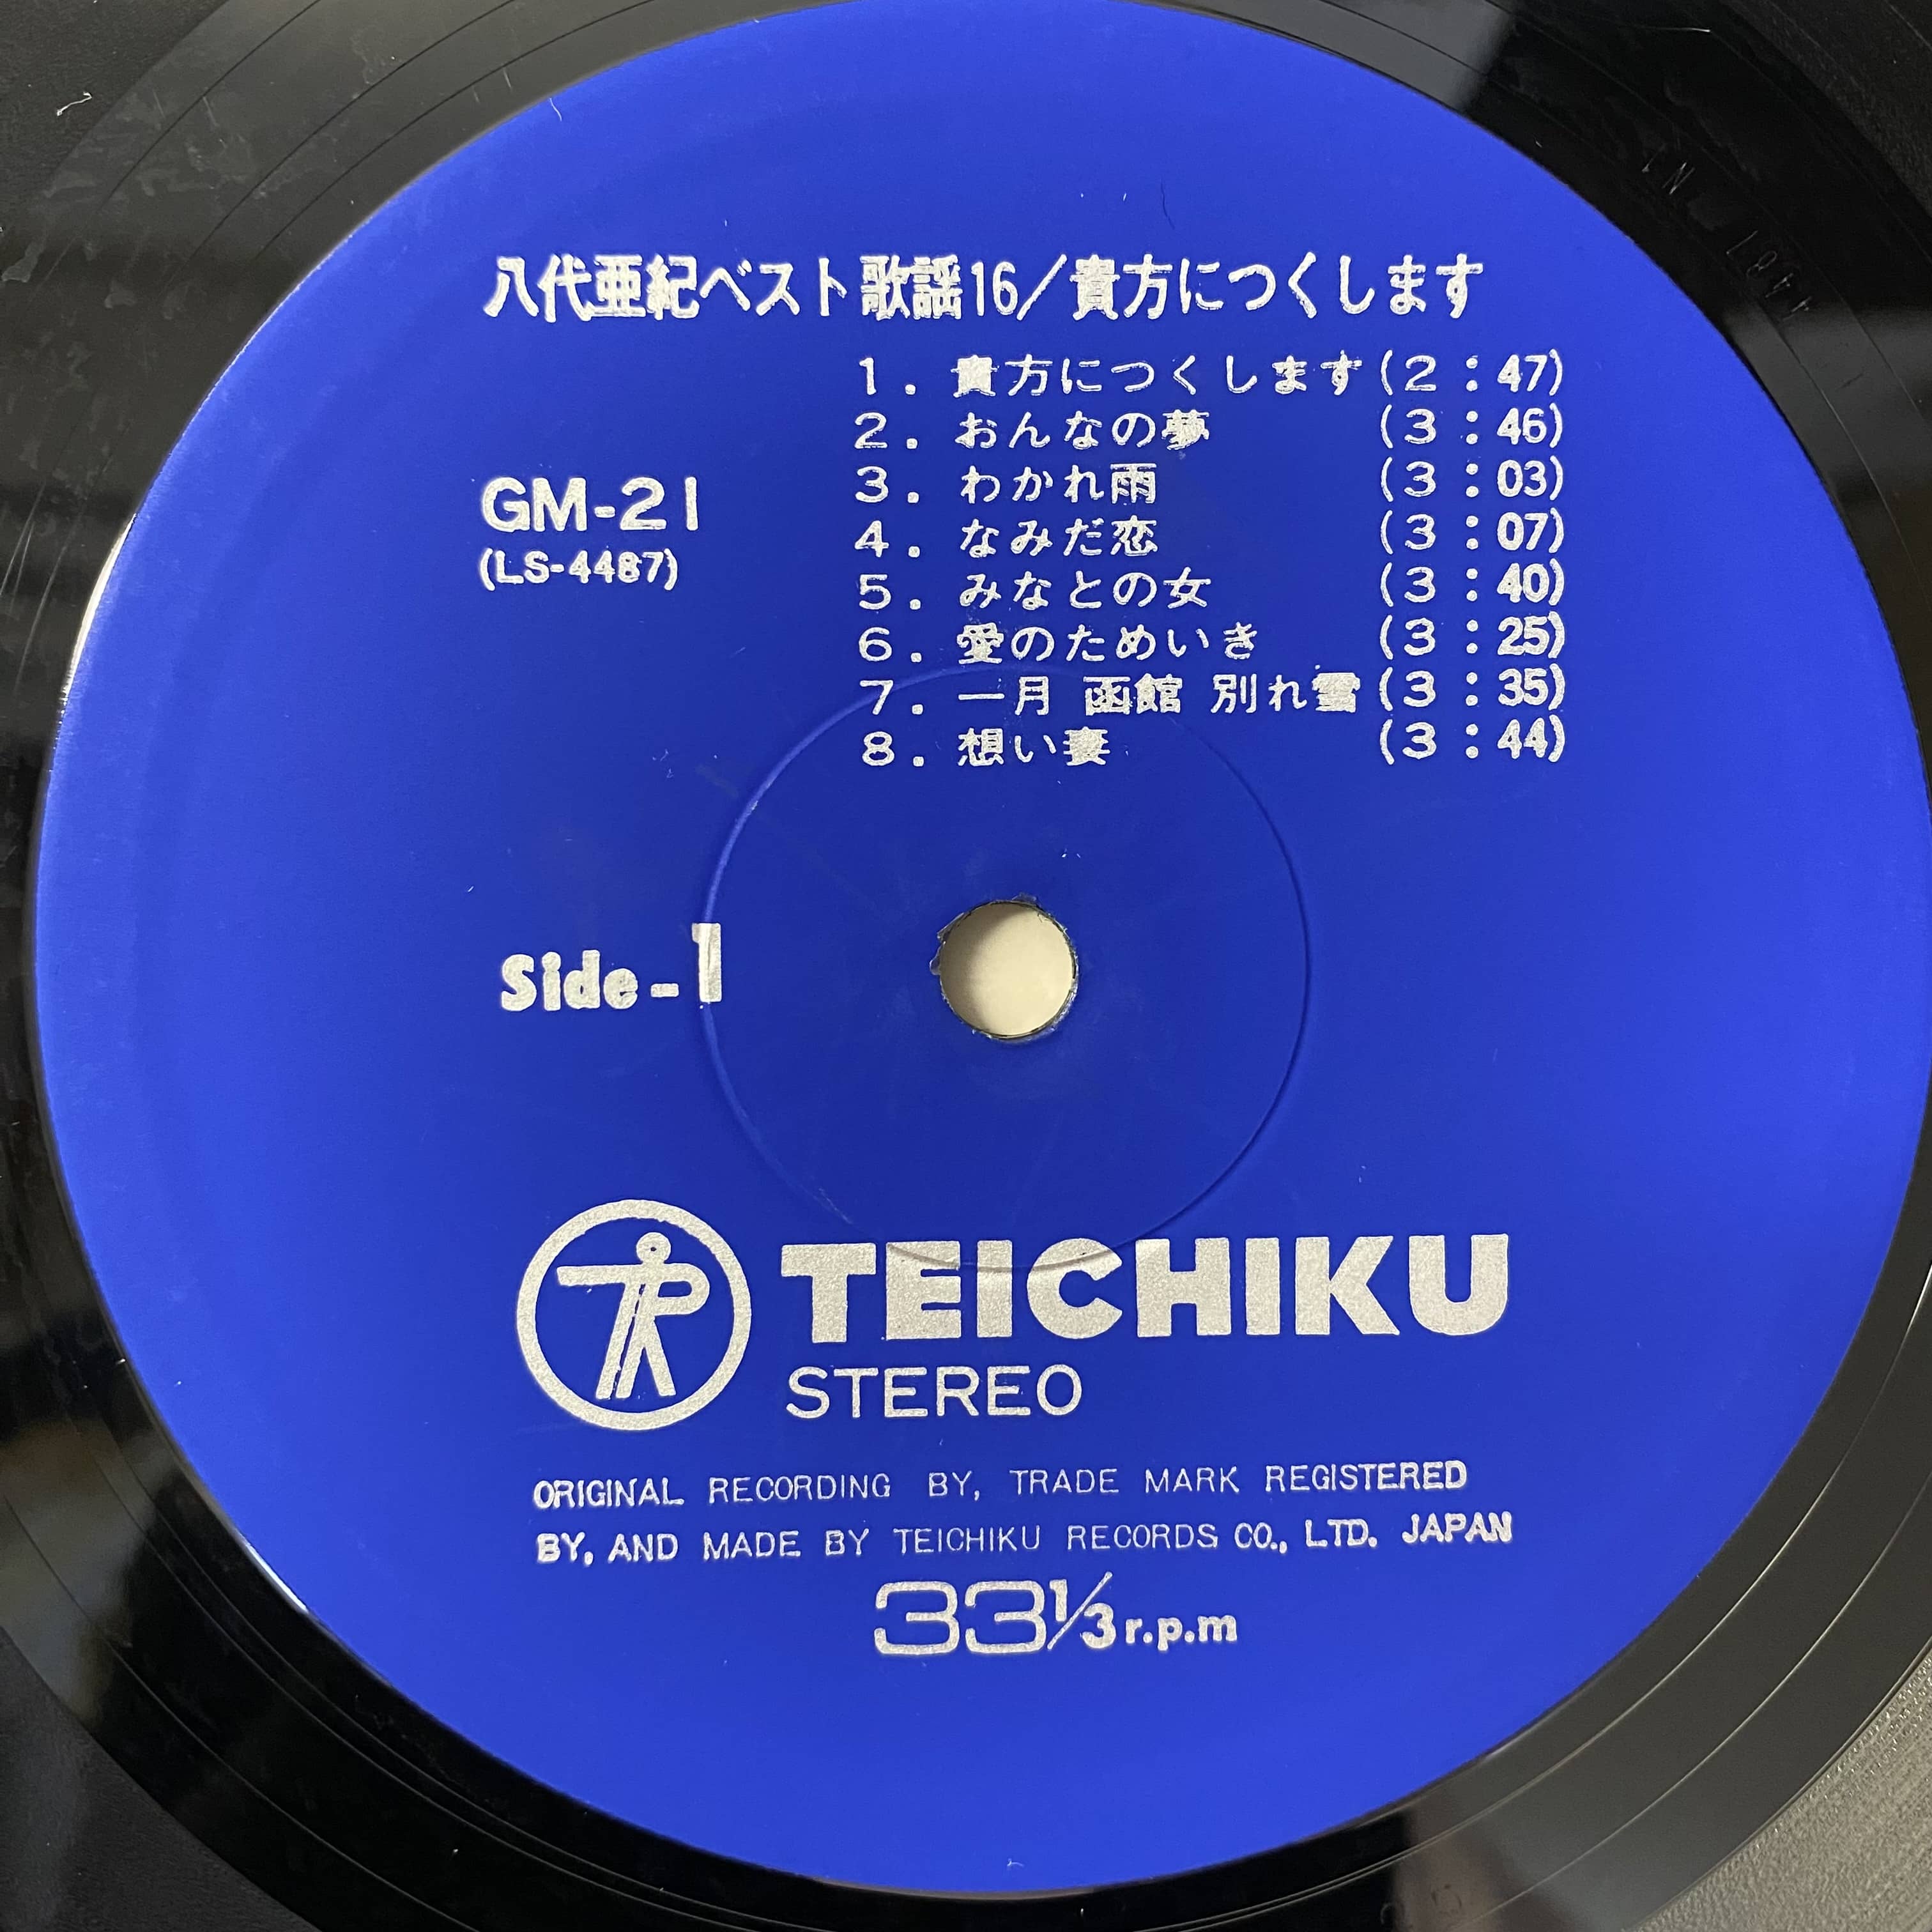 八代亜紀ベスト歌謡16/貴方につくします
1. 貴方につくします(2:47)
2. おんなの夢 (3:46)
3. わかれ雨 (3:03)
4. なみだ恋 (3:07)
5. みなとの女 (3:40)
6. 愛のためいき (3:25)
7. 一月 函館 別れ雪(3:35)
8. 想い妻 (3:44)
GM-21
(LS-4487)
Side-1
TEICHIKU
STEREO
ORIGINAL RECORDING BY, TRADE MARK REGISTERED
BY, AND MADE BY TEICHIKU RECORDS CO., LTD. JAPAN
33 1/3 r.p.m